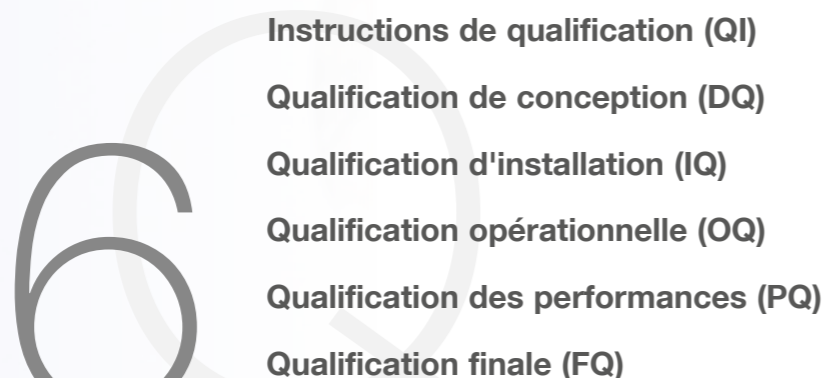 Instructions de qualification (QI)
Qualification de conception (DQ)
Qualification d'installation (IQ)
Qualification opérationnelle (OQ)
Qualification des performances (PQ)
Qualification finale (FQ)
6
Q